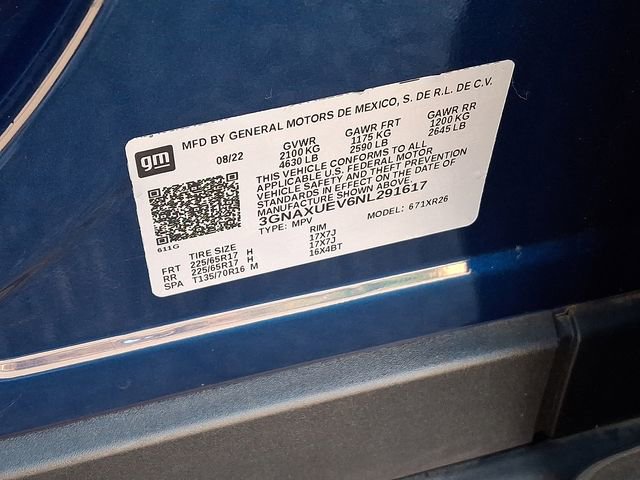 gm
MFD BY GENERAL MOTORS DE MEXICO, S. DE R.L. DE C.V.
08/22 GVWR GAWR FRT GAWR RR
2100 KG 1175 KG 1200 KG
4630 LB 2590 LB 2645 LB
THIS VEHICLE CONFORMS TO ALL
APPLICABLE U.S. FEDERAL MOTOR
VEHICLE SAFETY AND THEFT PREVENTION
STANDARDS IN EFFECT ON THE DATE OF
MANUFACTURE SHOWN ABOVE.
3GNAXUEV6NL291617
TYPE: MPV MODEL: 671XR26
611G
TIRE SIZE RIM
FRT 225/65R17 H 17X7J
RR 225/65R17 H 17X7J
SPA T135/70R16 M 16X4BT